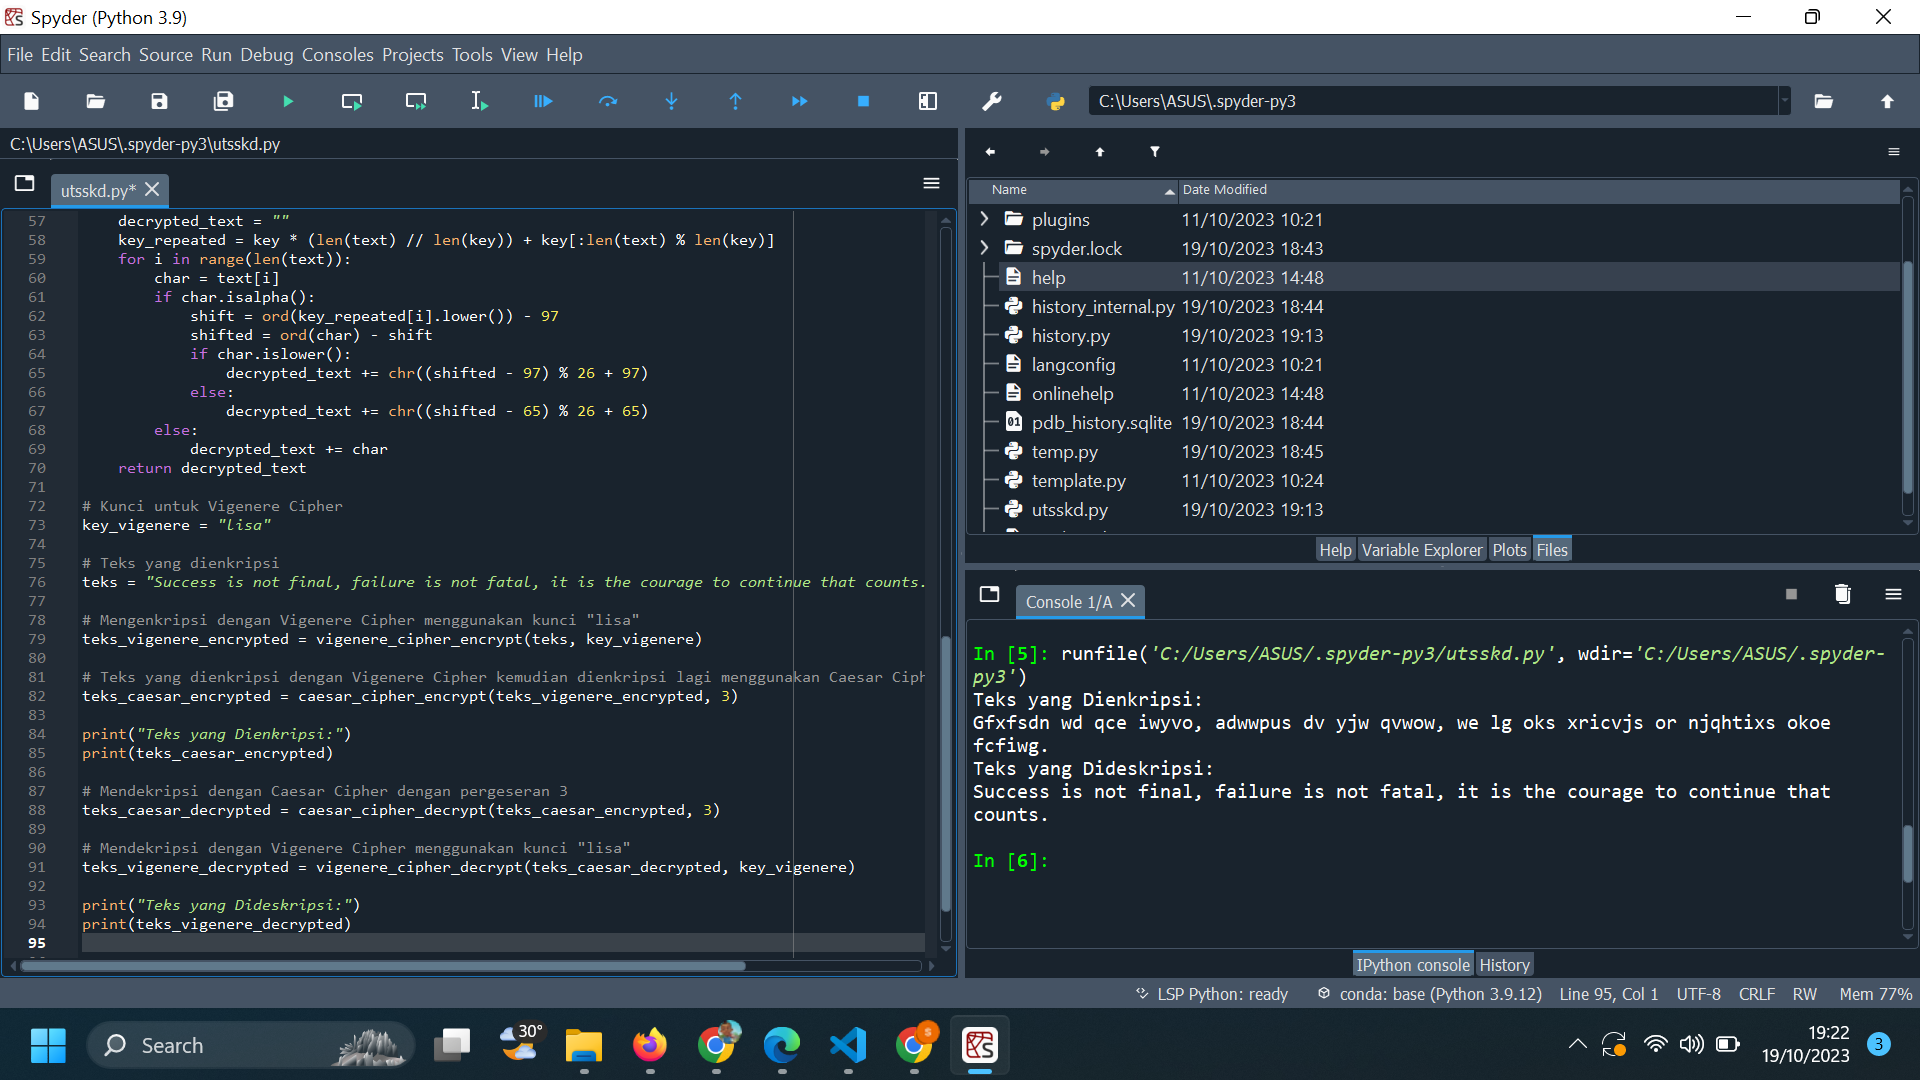 Spyder (Python 3.9)
File Edit Search Source Run Debug Consoles Projects Tools View Help
C:\Users\ASUS\.spyder-py3
C:\Users\ASUS\.spyder-py3\utsskd.py
utsskd.py*
57 decrypted_text = ""
58 key_repeated = key * (len(text) // len(key)) + key[:len(text) % len(key)]
59 for i in range(len(text)):
60 char = text[i]
61 if char.isalpha():
62 shift = ord(key_repeated[i].lower()) - 97
63 shifted = ord(char) - shift
64 if char.islower():
65 decrypted_text += chr((shifted - 97) % 26 + 97)
66 else:
67 decrypted_text += chr((shifted - 65) % 26 + 65)
68 else:
69 decrypted_text += char
70 return decrypted_text
71
72 # Kunci untuk Vigenere Cipher
73 key_vigenere = "lisa"
74
75 # Teks yang dienkripsi
76 teks = "Success is not final, failure is not fatal, it is the courage to continue that counts.
77
78 # Mengenkripsi dengan Vigenere Cipher menggunakan kunci "lisa"
79 teks_vigenere_encrypted = vigenere_cipher_encrypt(teks, key_vigenere)
80
81 # Teks yang dienkripsi dengan Vigenere Cipher kemudian dienkripsi lagi menggunakan Caesar Ciph
82 teks_caesar_encrypted = caesar_cipher_encrypt(teks_vigenere_encrypted, 3)
83
84 print("Teks yang Dienkripsi:")
85 print(teks_caesar_encrypted)
86
87 # Mendekripsi dengan Caesar Cipher dengan pergeseran 3
88 teks_caesar_decrypted = caesar_cipher_decrypt(teks_caesar_encrypted, 3)
89
90 # Mendekripsi dengan Vigenere Cipher menggunakan kunci "lisa"
91 teks_vigenere_decrypted = vigenere_cipher_decrypt(teks_caesar_decrypted, key_vigenere)
92
93 print("Teks yang Dideskripsi:")
94 print(teks_vigenere_decrypted)
95
Name Date Modified
plugins 11/10/2023 10:21
spyder.lock 19/10/2023 18:43
help 11/10/2023 14:48
history_internal.py 19/10/2023 18:44
history.py 19/10/2023 19:13
langconfig 11/10/2023 10:21
onlinehelp 11/10/2023 14:48
pdb_history.sqlite 19/10/2023 18:44
temp.py 19/10/2023 18:45
template.py 11/10/2023 10:24
utsskd.py 19/10/2023 19:13
Help Variable Explorer Plots Files
Console 1/A
In [5]: runfile('C:/Users/ASUS/.spyder-py3/utsskd.py', wdir='C:/Users/ASUS/.spyder-
py3')
Teks yang Dienkripsi:
Gfxfsdn wd qce iwyvo, adwwpus dv yjw qvwow, we lg oks xricvjs or njqhtixs okoe
fcfiwg.
Teks yang Dideskripsi:
Success is not final, failure is not fatal, it is the courage to continue that
counts.
In [6]:
IPython console History
LSP Python: ready conda: base (Python 3.9.12) Line 95, Col 1 UTF-8 CRLF RW Mem 77%
Search
30°
19:22
19/10/2023
3